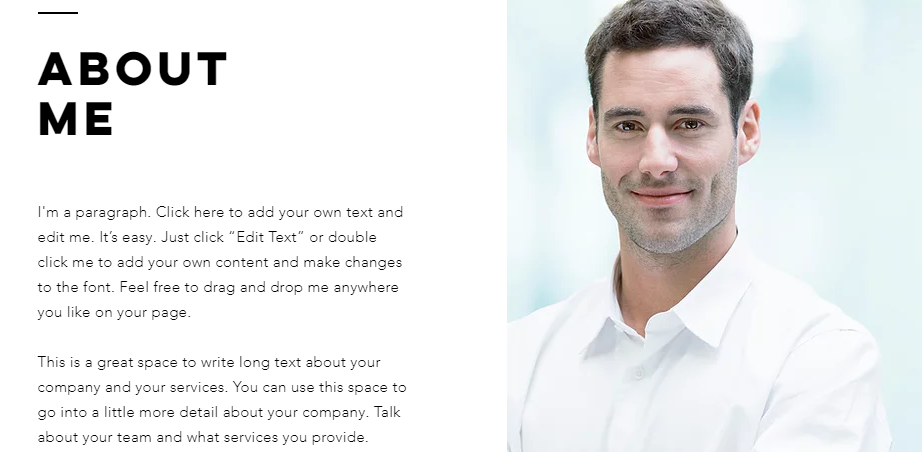 ABOUT
ME
I'm a paragraph. Click here to add your own text and
edit me. It’s easy. Just click “Edit Text” or double
click me to add your own content and make changes
to the font. Feel free to drag and drop me anywhere
you like on your page.
This is a great space to write long text about your
company and your services. You can use this space to
go into a little more detail about your company. Talk
about your team and what services you provide.